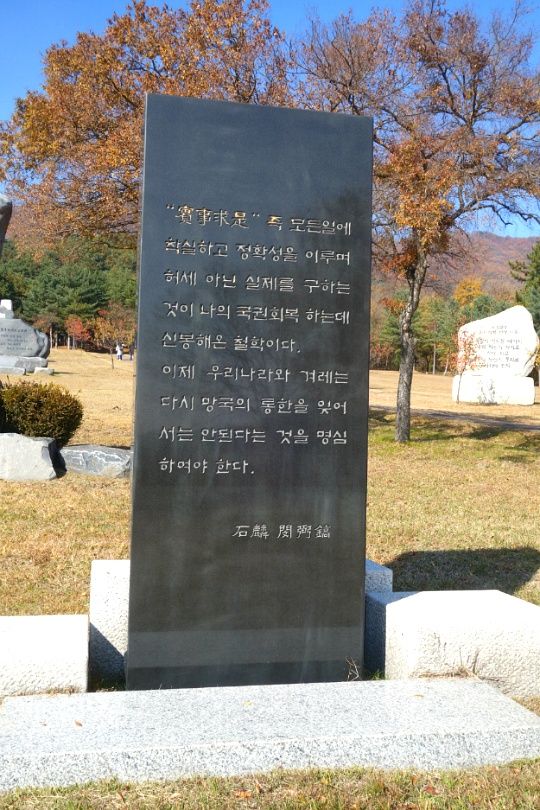 "實事求是" 즉 모든일에
착실하고 정확성을 이루며
허세 아닌 실제를 구하는
것이 나의 국권회복 하는데
신봉해온 철학이다.
이제 우리나라와 겨레는
다시 망국의 통한을 잊어
서는 안된다는 것을 명심
하여야 한다.
石麟 閔弼鎬